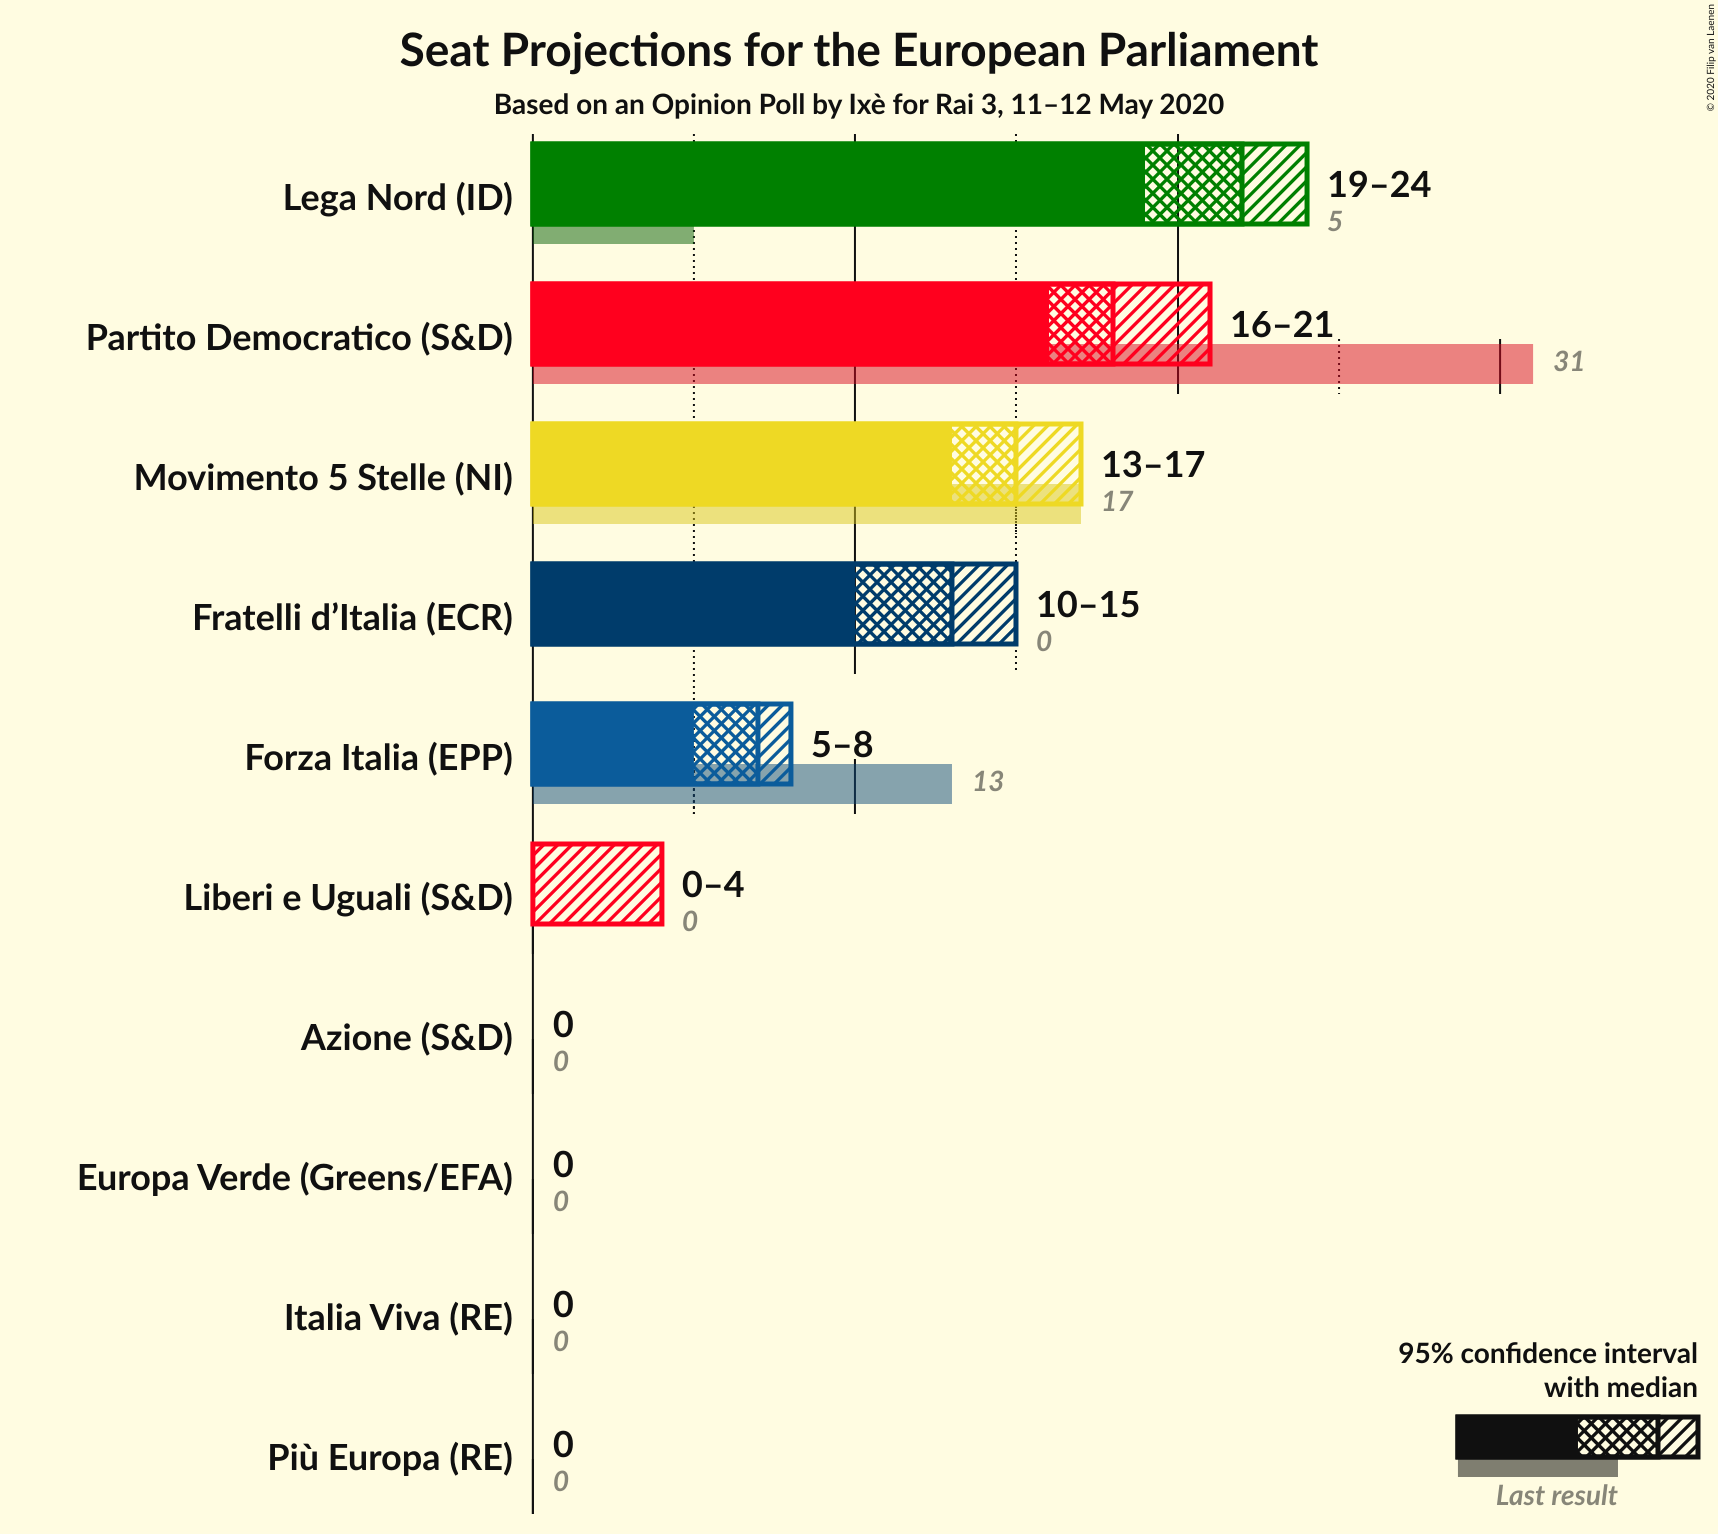 Seat Projections for the European Parliament
Based on an Opinion Poll by Ixè for Rai 3, 11–12 May 2020
© 2020 Filip van Laenen
Lega Nord (ID)
19–24
5
Partito Democratico (S&D)
16–21
31
Movimento 5 Stelle (NI)
13–17
17
Fratelli d’Italia (ECR)
10–15
0
Forza Italia (EPP)
5–8
13
Liberi e Uguali (S&D)
0–4
0
Azione (S&D)
0
0
Europa Verde (Greens/EFA)
0
0
Italia Viva (RE)
0
0
Più Europa (RE)
0
0
95% confidence interval
with median
Last result